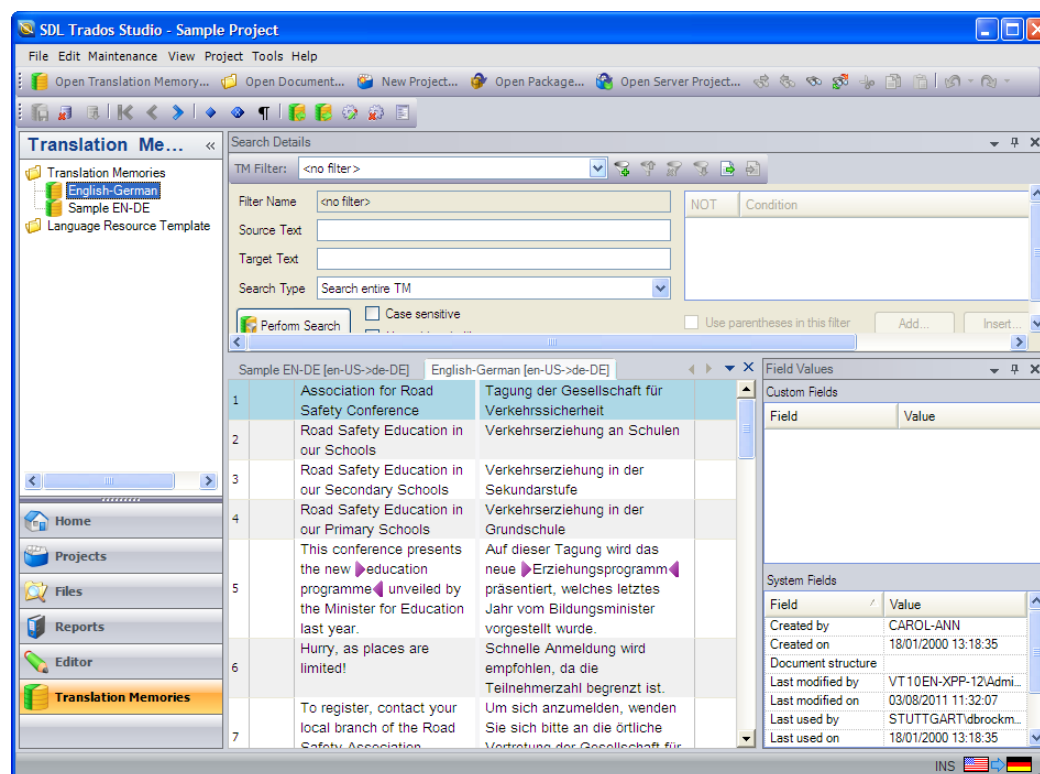 SDL Trados Studio - Sample Project
File Edit Maintenance View Project Tools Help
Open Translation Memory... Open Document... New Project... Open Package... Open Server Project...
Translation Me... «
Translation Memories
English-German
Sample EN-DE
Language Resource Template
Home
Projects
Files
Reports
Editor
Translation Memories
Search Details
TM Filter: <no filter>
Filter Name <no filter>
Source Text
Target Text
Search Type Search entire TM
Perform Search
Case sensitive
NOT Condition
Use parentheses in this filter Add... Insert...
Sample EN-DE [en-US->de-DE] English-German [en-US->de-DE]
1 Association for Road Tagung der Gesellschaft für
Safety Conference Verkehrssicherheit
2 Road Safety Education in Verkehrserziehung an Schulen
our Schools
3 Road Safety Education in Verkehrserziehung in der
our Secondary Schools Sekundarstufe
4 Road Safety Education in Verkehrserziehung in der
our Primary Schools Grundschule
This conference presents Auf dieser Tagung wird das
the new education neue Erziehungsprogramm
5 programme unveiled by präsentiert, welches letztes
the Minister for Education Jahr vom Bildungsminister
last year. vorgestellt wurde.
Hurry, as places are Schnelle Anmeldung wird
6 limited! empfohlen, da die
Teilnehmerzahl begrenzt ist.
To register, contact your Um sich anzumelden, wenden
local branch of the Road Sie sich bitte an die örtliche
7 Safety Association Vertretung der Gesellschaft für
Field Values
Custom Fields
Field Value
System Fields
Field Value
Created by CAROL-ANN
Created on 18/01/2000 13:18:35
Document structure
Last modified by VT10EN-XPP-12\Admi...
Last modified on 03/08/2011 11:32:07
Last used by STUTTGART\dbrockm...
Last used on 18/01/2000 13:18:35
INS